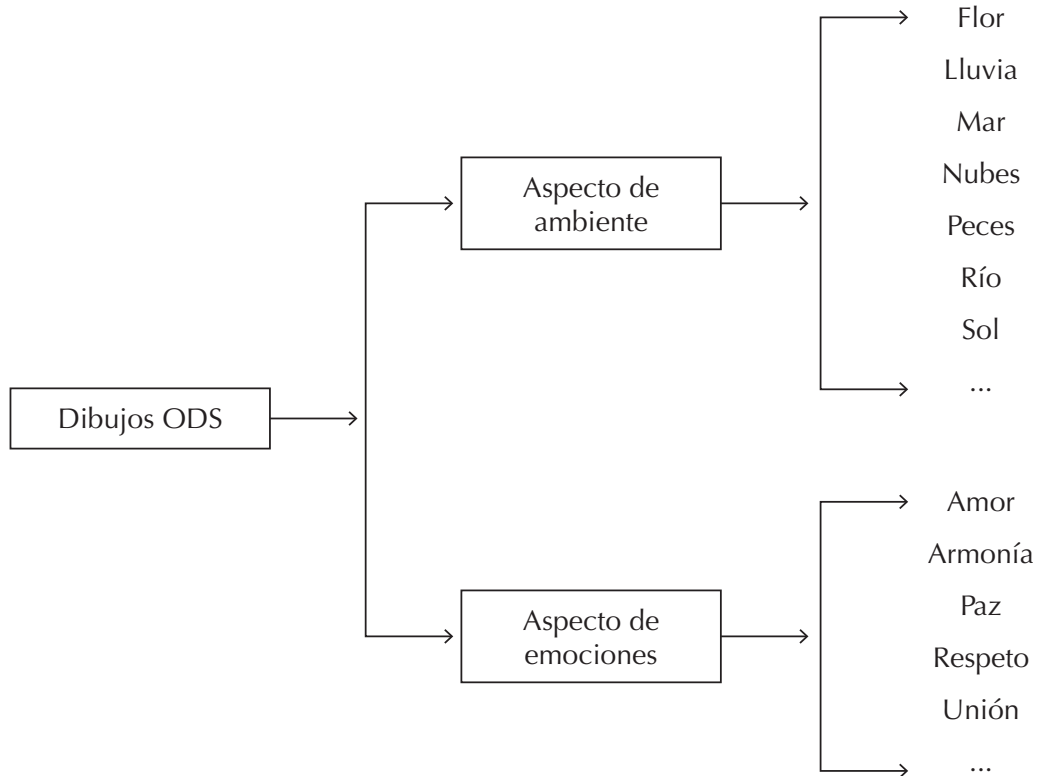 Dibujos ODS
Aspecto de
ambiente
Flor
Lluvia
Mar
Nubes
Peces
Río
Sol
...
Aspecto de
emociones
Amor
Armonía
Paz
Respeto
Unión
...